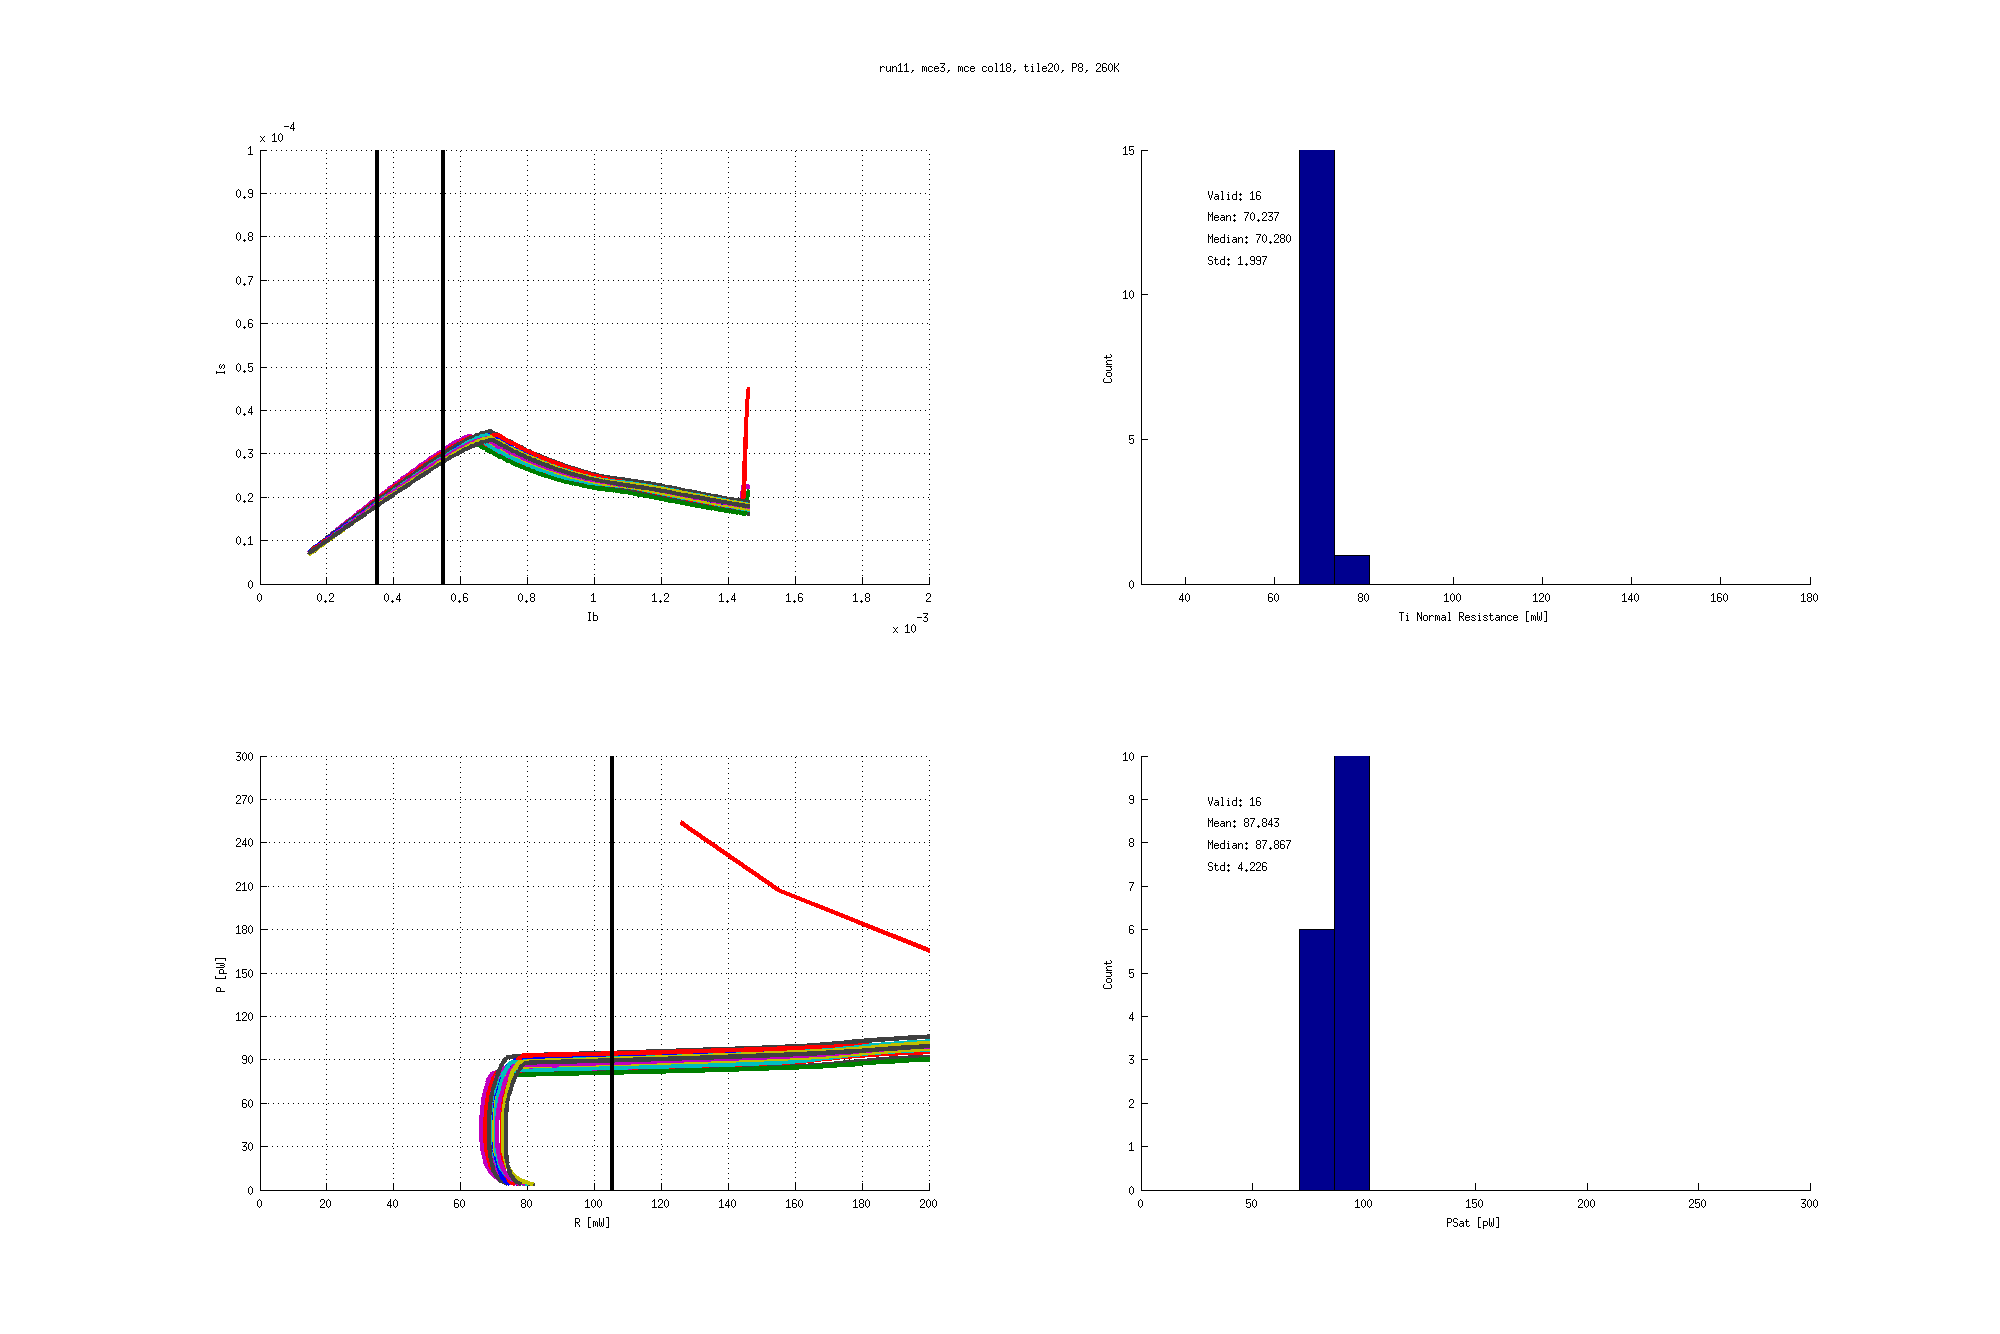 run11, mce3, mce col18, tile20, P8, 260K
x 10^-4
1
0.9
0.8
0.7
0.6
0.5
0.4
0.3
0.2
0.1
0
Is
0 0.2 0.4 0.6 0.8 1 1.2 1.4 1.6 1.8 2
Ib
x 10^-3
15
10
5
0
Count
Valid: 16
Mean: 70.237
Median: 70.280
Std: 1.997
40 60 80 100 120 140 160 180
Ti Normal Resistance [mW]
300
270
240
210
180
150
120
90
60
30
0
P [pW]
0 20 40 60 80 100 120 140 160 180 200
R [mW]
10
9
8
7
6
5
4
3
2
1
0
Count
Valid: 16
Mean: 87.843
Median: 87.867
Std: 4.226
0 50 100 150 200 250 300
PSat [pW]